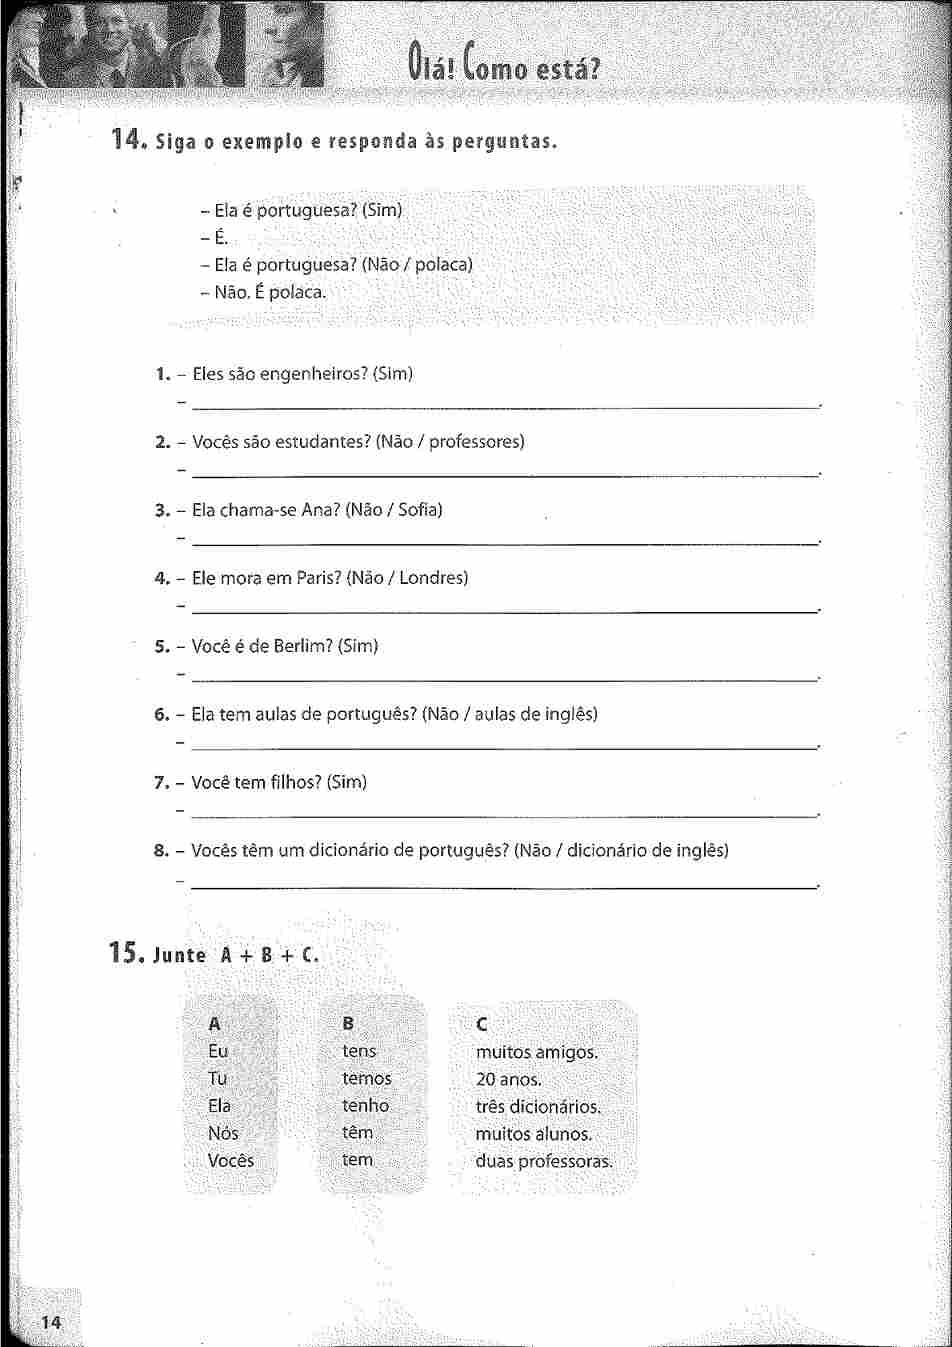 Olá! Como está?
14. Siga o exemplo e responda às perguntas.
– Ela é portuguesa? (Sim)
– É.
– Ela é portuguesa? (Não / polaca)
– Não. É polaca.
1. – Eles são engenheiros? (Sim)
– .
2. – Vocês são estudantes? (Não / professores)
– .
3. – Ela chama-se Ana? (Não / Sofia)
– .
4. – Ele mora em Paris? (Não / Londres)
– .
5. – Você é de Berlim? (Sim)
– .
6. – Ela tem aulas de português? (Não / aulas de inglês)
– .
7. – Você tem filhos? (Sim)
– .
8. – Vocês têm um dicionário de português? (Não / dicionário de inglês)
– .
15. Junte A + B + C.
A B C
Eu tens muitos amigos.
Tu temos 20 anos.
Ela tenho três dicionários.
Nós têm muitos alunos.
Vocês tem duas professoras.
14